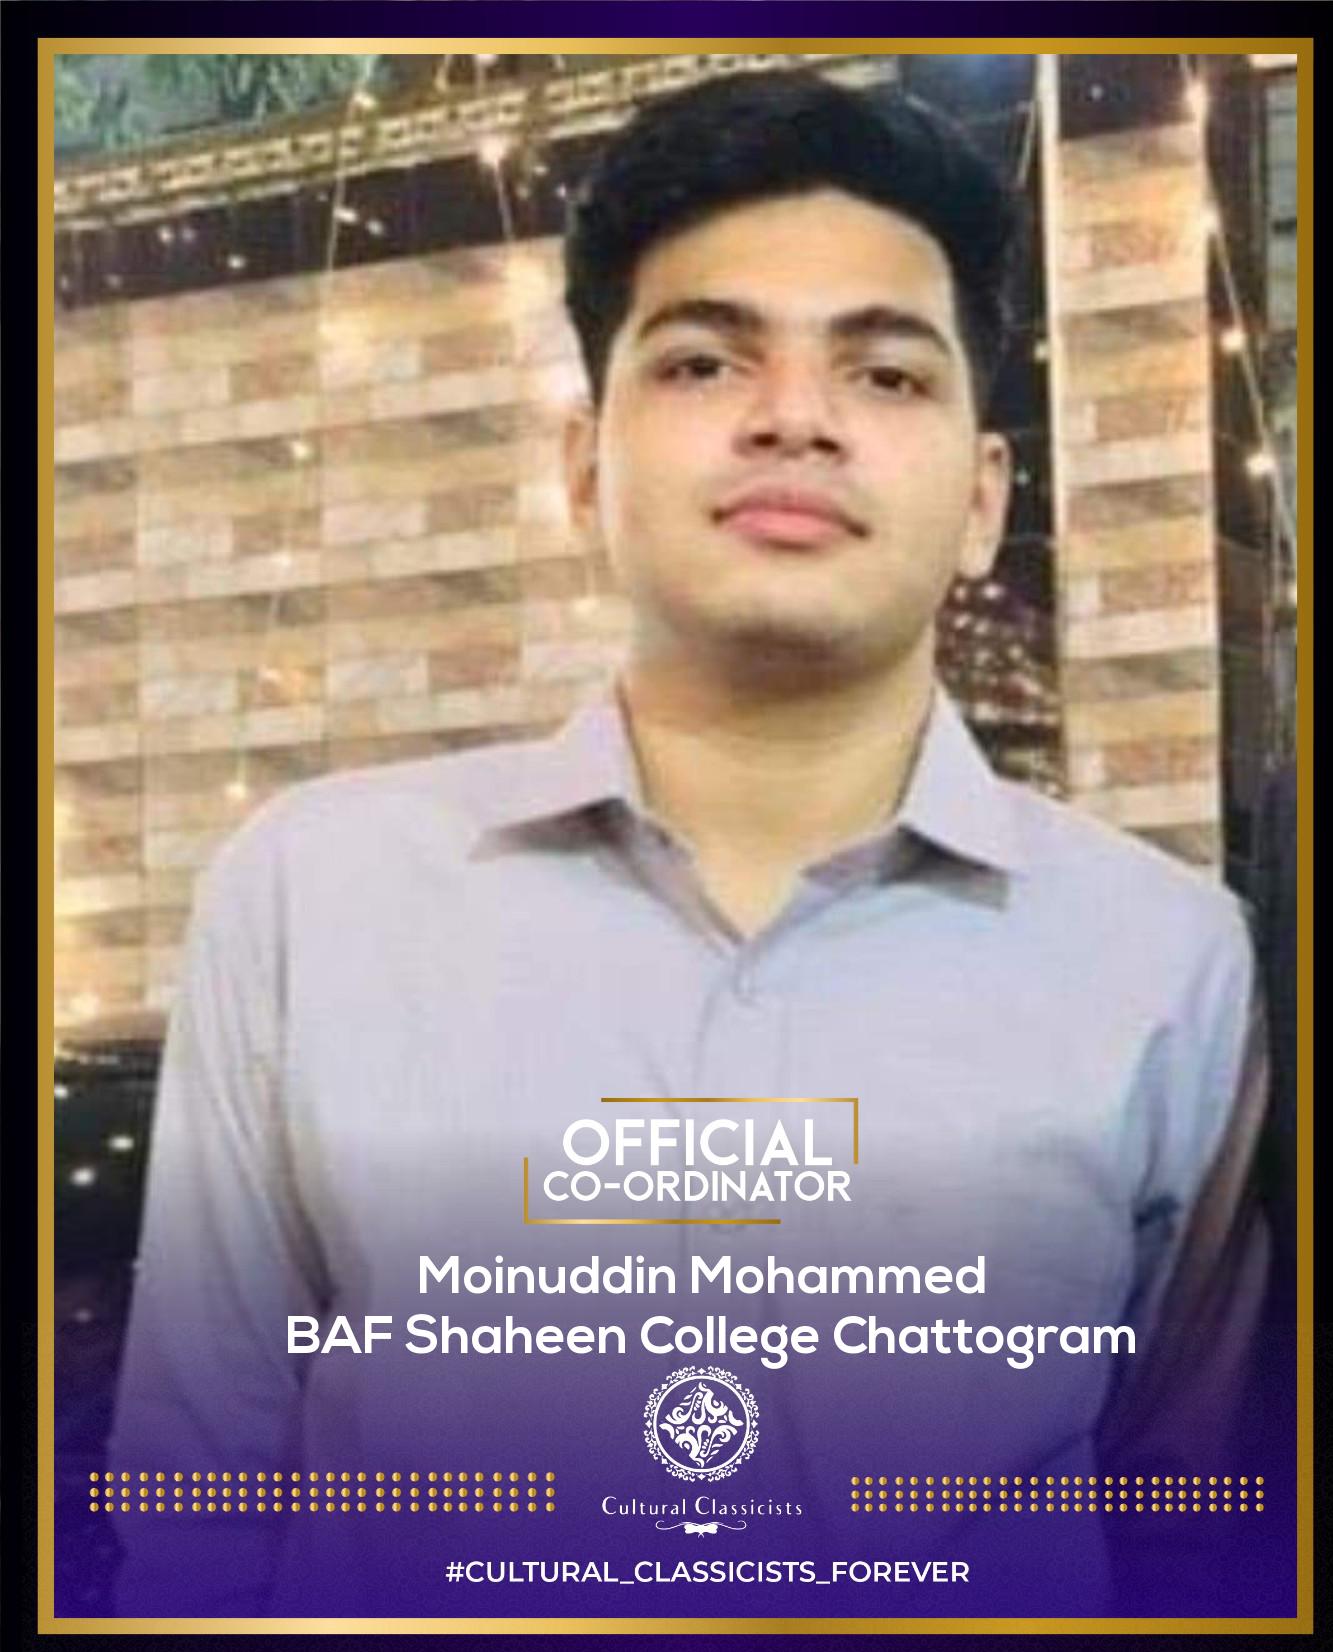 OFFICIAL
CO-ORDINATOR
Moinuddin Mohammed
BAF Shaheen College Chattogram
Cultural Classicists
#CULTURAL_CLASSICISTS_FOREVER